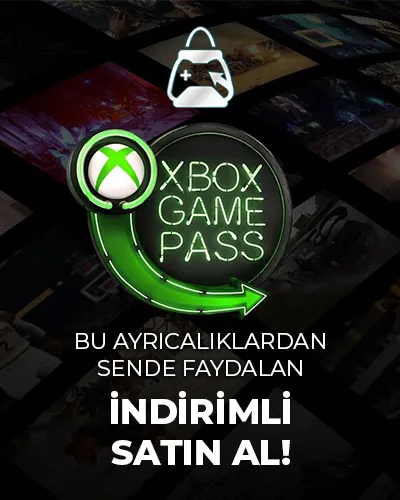 XBOX
GAME
PASS
BU AYRICALIKLARDAN
SENDE FAYDALAN
İNDİRİMLİ
SATIN AL!